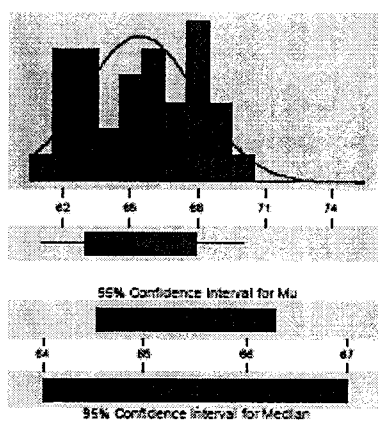 62 65 68 71 74
95% Confidence Interval for Mu
64 65 66 67
95% Confidence Interval for Median